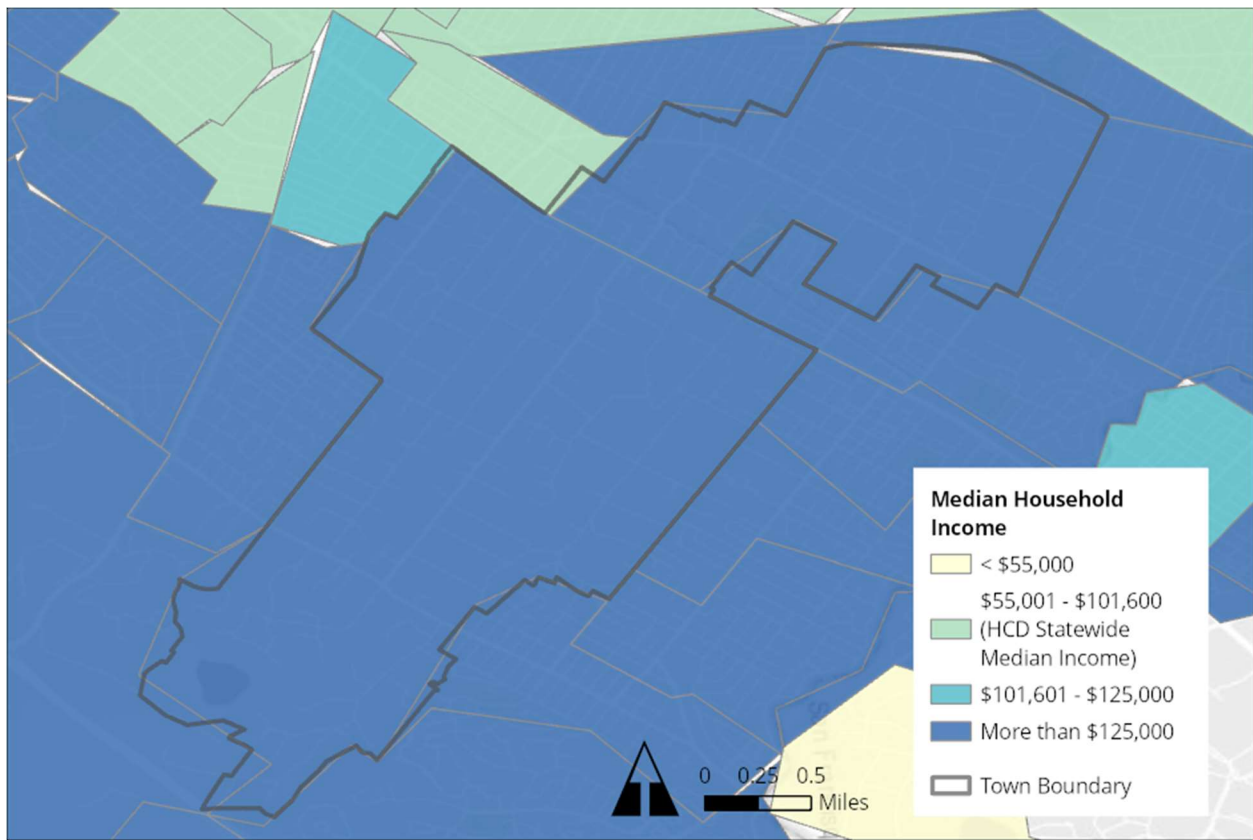 Median Household
Income
< $55,000
$55,001 - $101,600
(HCD Statewide
Median Income)
$101,601 - $125,000
More than $125,000
Town Boundary
0 0.25 0.5
Miles